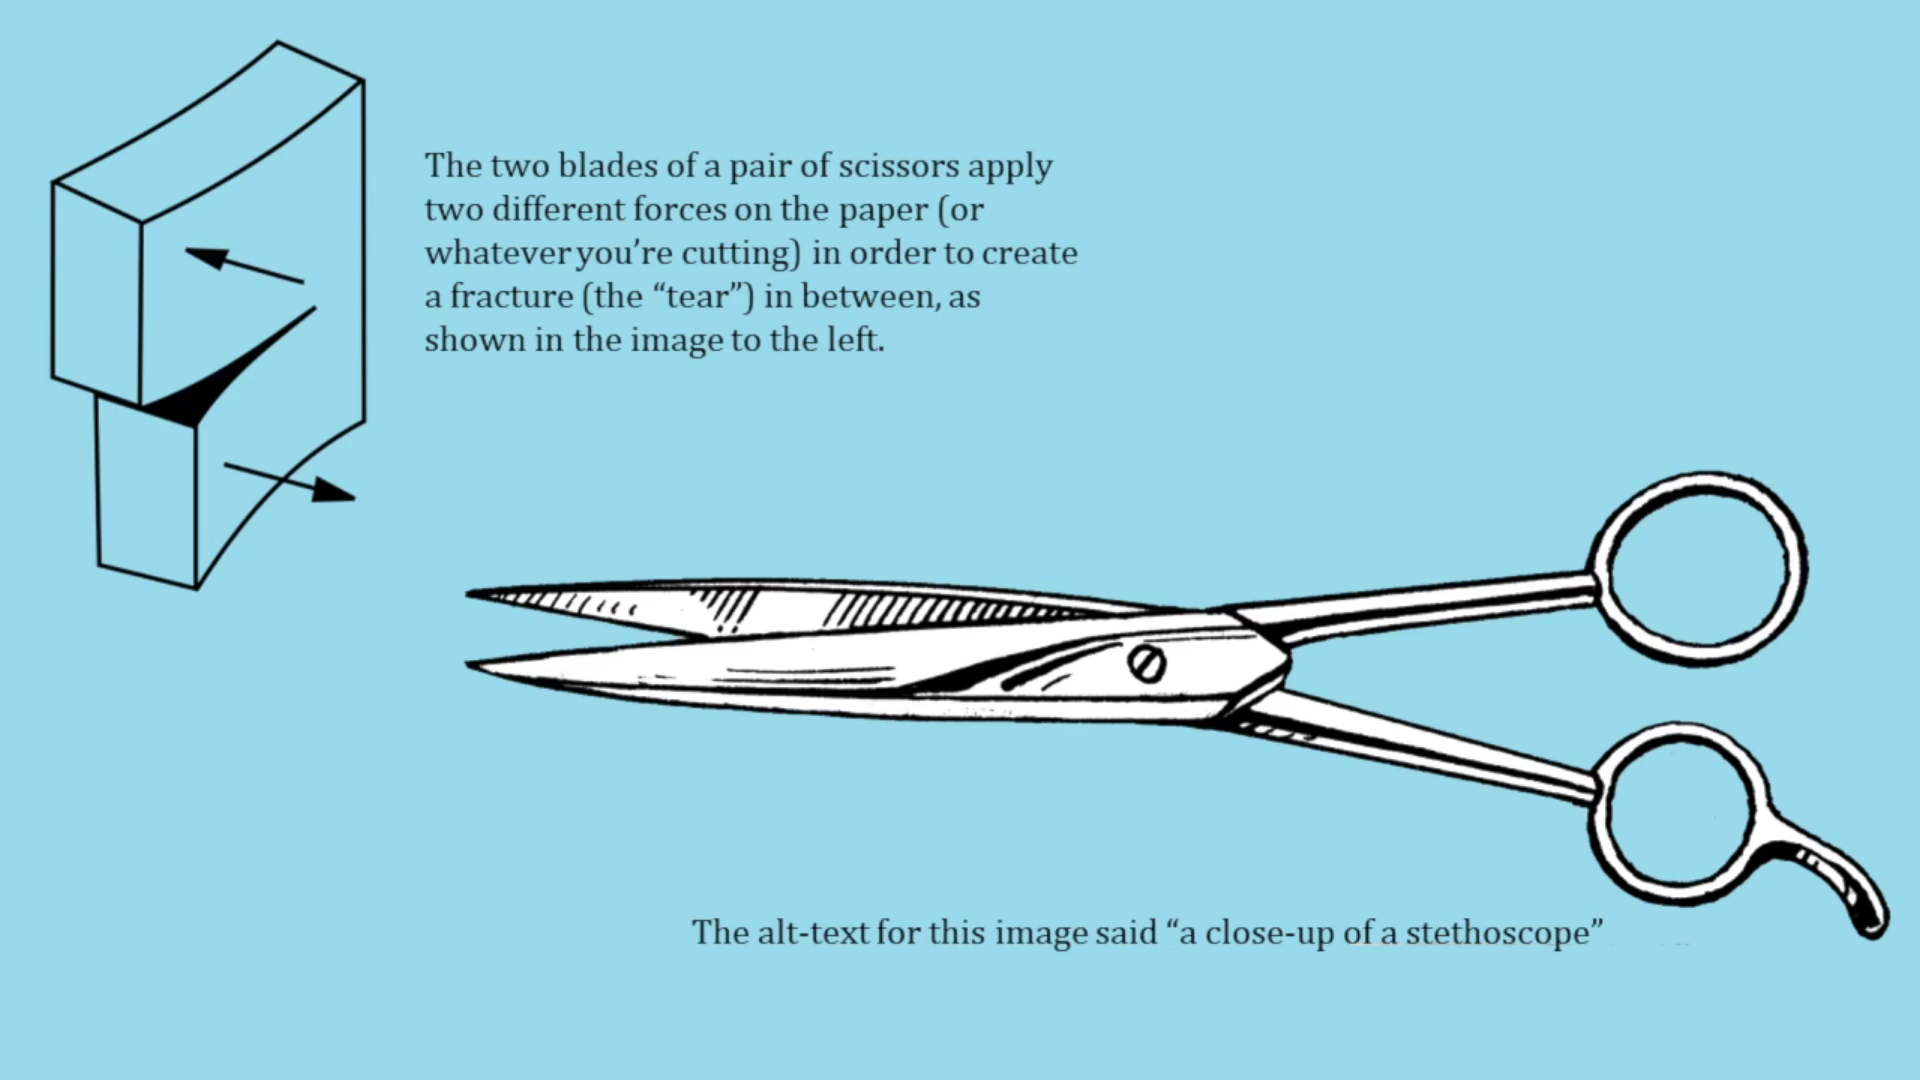 The two blades of a pair of scissors apply
two different forces on the paper (or
whatever you’re cutting) in order to create
a fracture (the “tear”) in between, as
shown in the image to the left.
The alt-text for this image said “a close-up of a stethoscope”